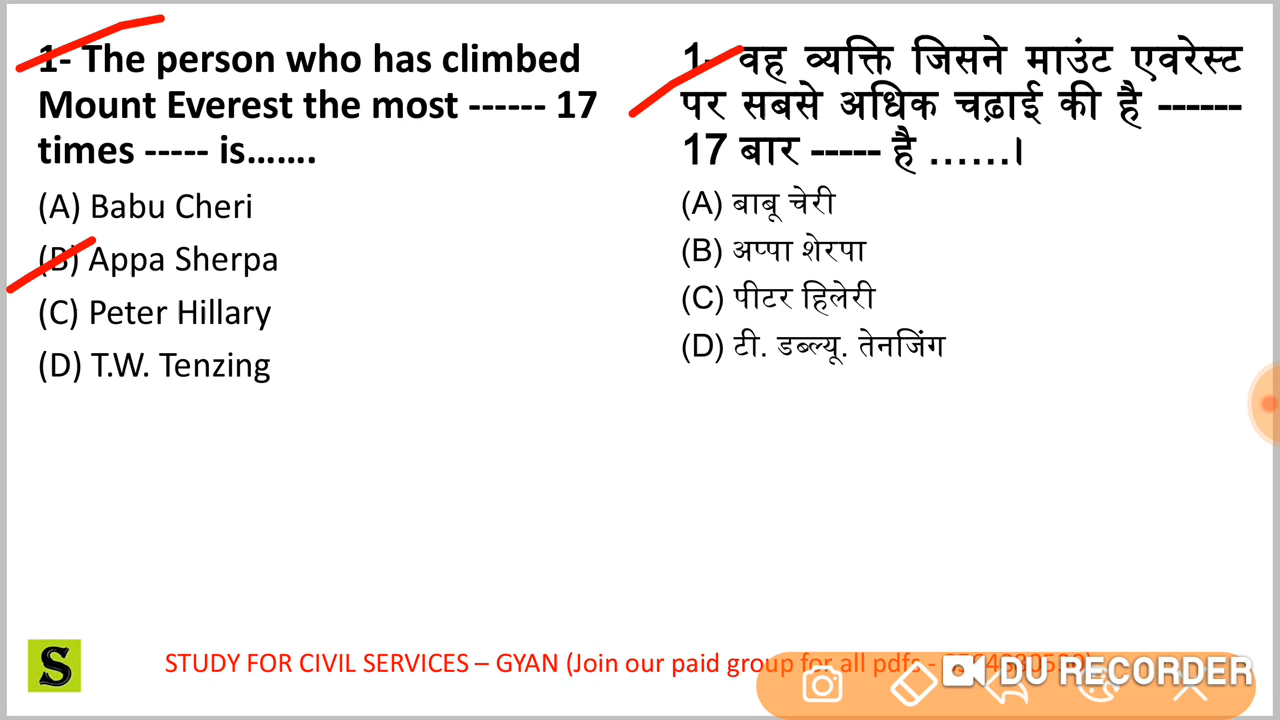 1- The person who has climbed
Mount Everest the most ------ 17
times ----- is.......
(A) Babu Cheri
(B) Appa Sherpa
(C) Peter Hillary
(D) T.W. Tenzing
1- वह व्यक्ति जिसने माउंट एवरेस्ट
पर सबसे अधिक चढ़ाई की है ------
17 बार ----- है ......।
(A) बाबू चेरी
(B) अप्पा शेरपा
(C) पीटर हिलेरी
(D) टी. डब्ल्यू. तेनजिंग
S
STUDY FOR CIVIL SERVICES – GYAN (Join our paid group for all pdfs -
DU RECORDER